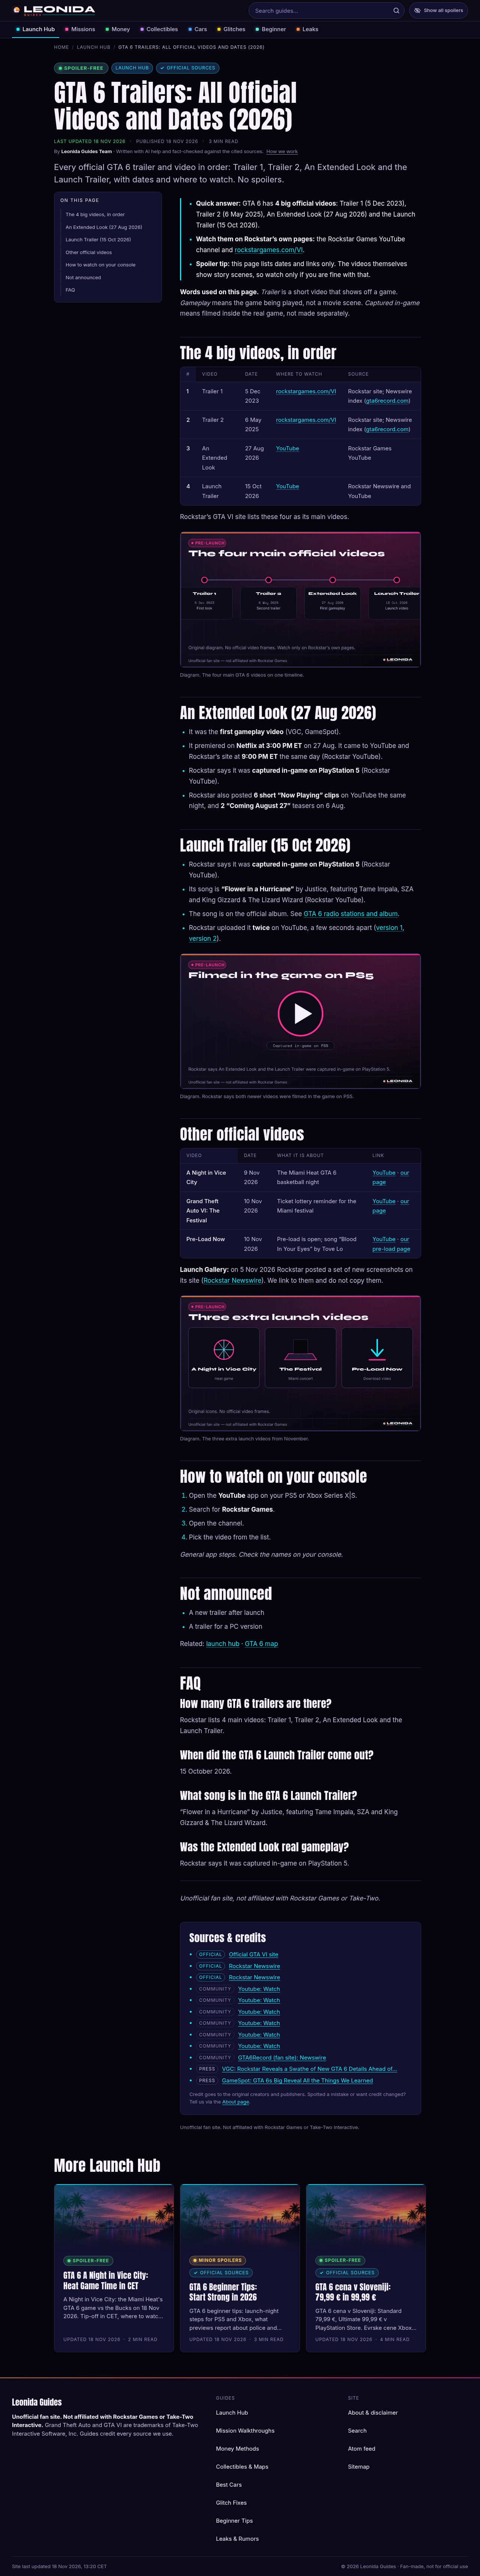 LEONIDA
GUIDES
Search guides...
Show all spoilers
Launch Hub
Missions
Money
Collectibles
Cars
Glitches
Beginner
Leaks
HOME / LAUNCH HUB / GTA 6 TRAILERS: ALL OFFICIAL VIDEOS AND DATES (2026)
SPOILER-FREE
LAUNCH HUB
✓ OFFICIAL SOURCES
GTA 6 Trailers: All Official
Videos and Dates (2026)
LAST UPDATED 18 NOV 2026 · PUBLISHED 18 NOV 2026 · 3 MIN READ
By Leonida Guides Team · Written with AI help and fact-checked against the cited sources. How we work
Every official GTA 6 trailer and video in order: Trailer 1, Trailer 2, An Extended Look and the
Launch Trailer, with dates and where to watch. No spoilers.
ON THIS PAGE
The 4 big videos, in order
An Extended Look (27 Aug 2026)
Launch Trailer (15 Oct 2026)
Other official videos
How to watch on your console
Not announced
FAQ
Quick answer: GTA 6 has 4 big official videos: Trailer 1 (5 Dec 2023),
Trailer 2 (6 May 2025), An Extended Look (27 Aug 2026) and the Launch
Trailer (15 Oct 2026).
Watch them on Rockstar's own pages: the Rockstar Games YouTube
channel and rockstargames.com/VI.
Spoiler tip: this page lists dates and links only. The videos themselves
show story scenes, so watch only if you are fine with that.
Words used on this page. Trailer is a short video that shows off a game.
Gameplay means the game being played, not a movie scene. Captured in-game
means filmed inside the real game, not made separately.
The 4 big videos, in order
# VIDEO DATE WHERE TO WATCH SOURCE
1 Trailer 1 5 Dec 2023 rockstargames.com/VI Rockstar site; Newswire index (gta6record.com)
2 Trailer 2 6 May 2025 rockstargames.com/VI Rockstar site; Newswire index (gta6record.com)
3 An Extended Look 27 Aug 2026 YouTube Rockstar Games YouTube
4 Launch Trailer 15 Oct 2026 YouTube Rockstar Newswire and YouTube
Rockstar's GTA VI site lists these four as its main videos.
PRE-LAUNCH
The four main official videos
Trailer 1
5 Dec 2023
First look
Trailer 2
6 May 2025
Second trailer
Extended Look
27 Aug 2026
First gameplay
Launch Trailer
15 Oct 2026
Launch video
Original diagram. No official video frames. Watch only on Rockstar's own pages.
Unofficial fan site — not affiliated with Rockstar Games
LEONIDA
Diagram. The four main GTA 6 videos on one timeline.
An Extended Look (27 Aug 2026)
It was the first gameplay video (VGC, GameSpot).
It premiered on Netflix at 3:00 PM ET on 27 Aug. It came to YouTube and
Rockstar's site at 9:00 PM ET the same day (Rockstar YouTube).
Rockstar says it was captured in-game on PlayStation 5 (Rockstar
YouTube).
Rockstar also posted 6 short "Now Playing" clips on YouTube the same
night, and 2 "Coming August 27" teasers on 6 Aug.
Launch Trailer (15 Oct 2026)
Rockstar says it was captured in-game on PlayStation 5 (Rockstar
YouTube).
Its song is "Flower in a Hurricane" by Justice, featuring Tame Impala, SZA
and King Gizzard & The Lizard Wizard (Rockstar YouTube).
The song is on the official album. See GTA 6 radio stations and album.
Rockstar uploaded it twice on YouTube, a few seconds apart (version 1,
version 2).
PRE-LAUNCH
Filmed in the game on PS5
Captured in-game on PS5
Rockstar says An Extended Look and the Launch Trailer were captured in-game on PlayStation 5.
Unofficial fan site — not affiliated with Rockstar Games
LEONIDA
Diagram. Rockstar says both newer videos were filmed in the game on PS5.
Other official videos
VIDEO DATE WHAT IT IS ABOUT LINK
A Night in Vice City 9 Nov 2026 The Miami Heat GTA 6 basketball night YouTube · our page
Grand Theft Auto VI: The Festival 10 Nov 2026 Ticket lottery reminder for the Miami festival YouTube · our page
Pre-Load Now 10 Nov 2026 Pre-load is open; song "Blood In Your Eyes" by Tove Lo YouTube · our pre-load page
Launch Gallery: on 5 Nov 2026 Rockstar posted a set of new screenshots on
its site (Rockstar Newswire). We link to them and do not copy them.
PRE-LAUNCH
Three extra launch videos
A Night in Vice City
Heat game
The Festival
Miami concert
Pre-Load Now
Download video
Original icons. No official video frames.
Unofficial fan site — not affiliated with Rockstar Games
LEONIDA
Diagram. The three extra launch videos from November.
How to watch on your console
1. Open the YouTube app on your PS5 or Xbox Series X|S.
2. Search for Rockstar Games.
3. Open the channel.
4. Pick the video from the list.
General app steps. Check the names on your console.
Not announced
A new trailer after launch
A trailer for a PC version
Related: launch hub · GTA 6 map
FAQ
How many GTA 6 trailers are there?
Rockstar lists 4 main videos: Trailer 1, Trailer 2, An Extended Look and the
Launch Trailer.
When did the GTA 6 Launch Trailer come out?
15 October 2026.
What song is in the GTA 6 Launch Trailer?
"Flower in a Hurricane" by Justice, featuring Tame Impala, SZA and King
Gizzard & The Lizard Wizard.
Was the Extended Look real gameplay?
Rockstar says it was captured in-game on PlayStation 5.
Unofficial fan site, not affiliated with Rockstar Games or Take-Two.
Sources & credits
OFFICIAL Official GTA VI site
OFFICIAL Rockstar Newswire
OFFICIAL Rockstar Newswire
COMMUNITY Youtube: Watch
COMMUNITY Youtube: Watch
COMMUNITY Youtube: Watch
COMMUNITY Youtube: Watch
COMMUNITY Youtube: Watch
COMMUNITY Youtube: Watch
COMMUNITY GTA6Record (fan site): Newswire
PRESS VGC: Rockstar Reveals a Swathe of New GTA 6 Details Ahead of…
PRESS GameSpot: GTA 6s Big Reveal All the Things We Learned
Credit goes to the original creators and publishers. Spotted a mistake or want credit changed?
Tell us via the About page.
Unofficial fan site. Not affiliated with Rockstar Games or Take-Two Interactive.
More Launch Hub
SPOILER-FREE
GTA 6 A Night in Vice City:
Heat Game Time in CET
A Night in Vice City: the Miami Heat's
GTA 6 game vs the Bucks on 18 Nov
2026. Tip-off in CET, where to watc…
UPDATED 18 NOV 2026 · 2 MIN READ
MINOR SPOILERS
✓ OFFICIAL SOURCES
GTA 6 Beginner Tips:
Start Strong in 2026
GTA 6 beginner tips: launch-night
steps for PS5 and Xbox, what
previews report about police and…
UPDATED 18 NOV 2026 · 3 MIN READ
SPOILER-FREE
✓ OFFICIAL SOURCES
GTA 6 cena v Sloveniji:
79,99 € in 99,99 €
GTA 6 cena v Sloveniji: Standard
79,99 €, Ultimate 99,99 € v
PlayStation Store. Evrske cene Xbox…
UPDATED 18 NOV 2026 · 4 MIN READ
Leonida Guides
Unofficial fan site. Not affiliated with Rockstar Games or Take-Two
Interactive. Grand Theft Auto and GTA VI are trademarks of Take-Two
Interactive Software, Inc. Guides credit every source we use.
GUIDES
Launch Hub
Mission Walkthroughs
Money Methods
Collectibles & Maps
Best Cars
Glitch Fixes
Beginner Tips
Leaks & Rumors
SITE
About & disclaimer
Search
Atom feed
Sitemap
Site last updated 18 Nov 2026, 13:20 CET
© 2026 Leonida Guides · Fan-made, not for official use